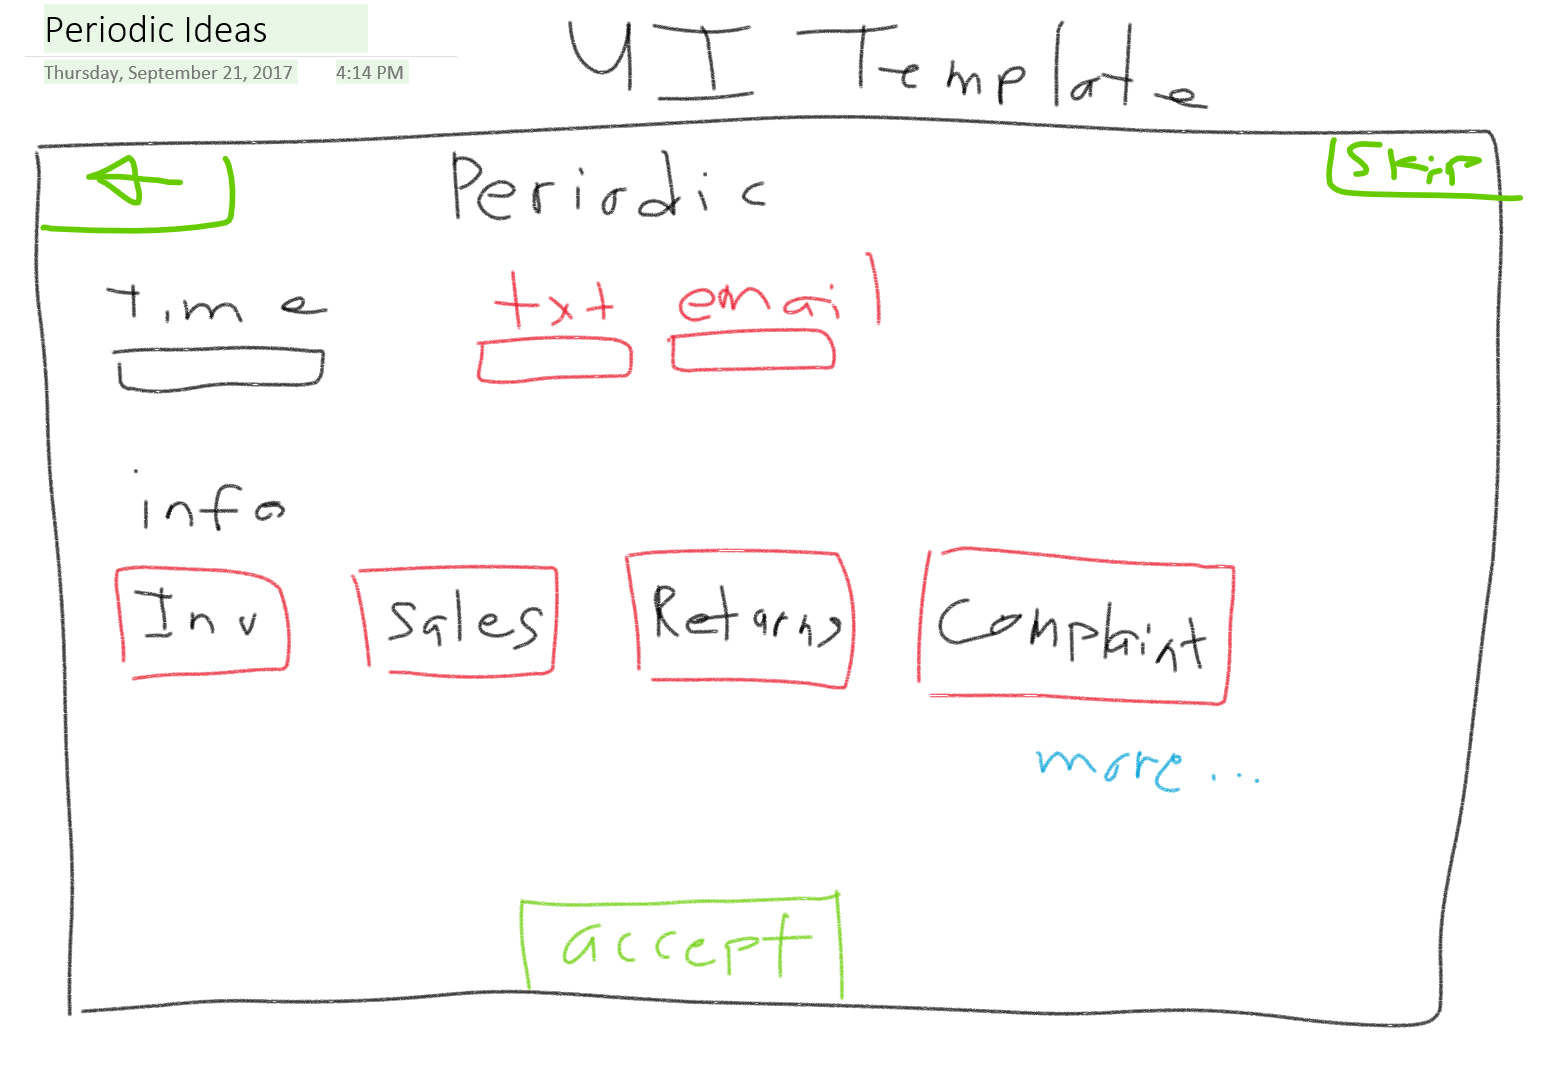 Periodic Ideas
Thursday, September 21, 2017 4:14 PM
UI Template
Skip
Periodic
time txt email
info
Inv Sales Returns Complaint
more...
accept